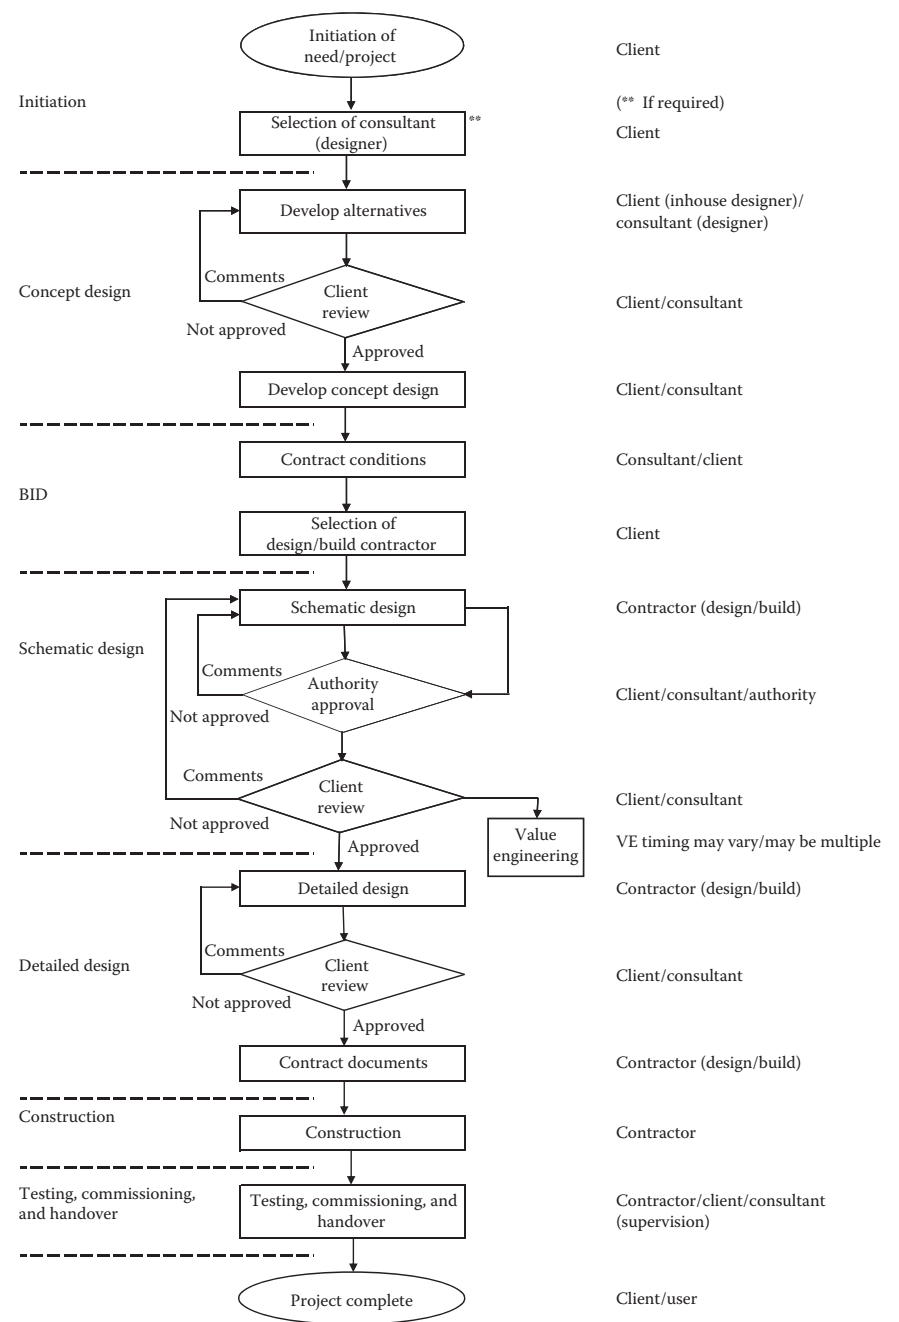 Initiation of
need/project
Client
Initiation
(** If required)
Selection of consultant
(designer)
**
Client
Develop alternatives
Client (inhouse designer)/
consultant (designer)
Comments
Concept design
Client
review
Client/consultant
Not approved
Approved
Develop concept design
Client/consultant
Contract conditions
Consultant/client
BID
Selection of
design/build contractor
Client
Schematic design
Contractor (design/build)
Schematic design
Comments
Authority
approval
Client/consultant/authority
Not approved
Comments
Client
review
Client/consultant
Not approved
Value
engineering
VE timing may vary/may be multiple
Approved
Detailed design
Contractor (design/build)
Comments
Detailed design
Client
review
Client/consultant
Not approved
Approved
Contract documents
Contractor (design/build)
Construction
Construction
Contractor
Testing, commissioning,
and handover
Testing, commissioning, and
handover
Contractor/client/consultant
(supervision)
Project complete
Client/user